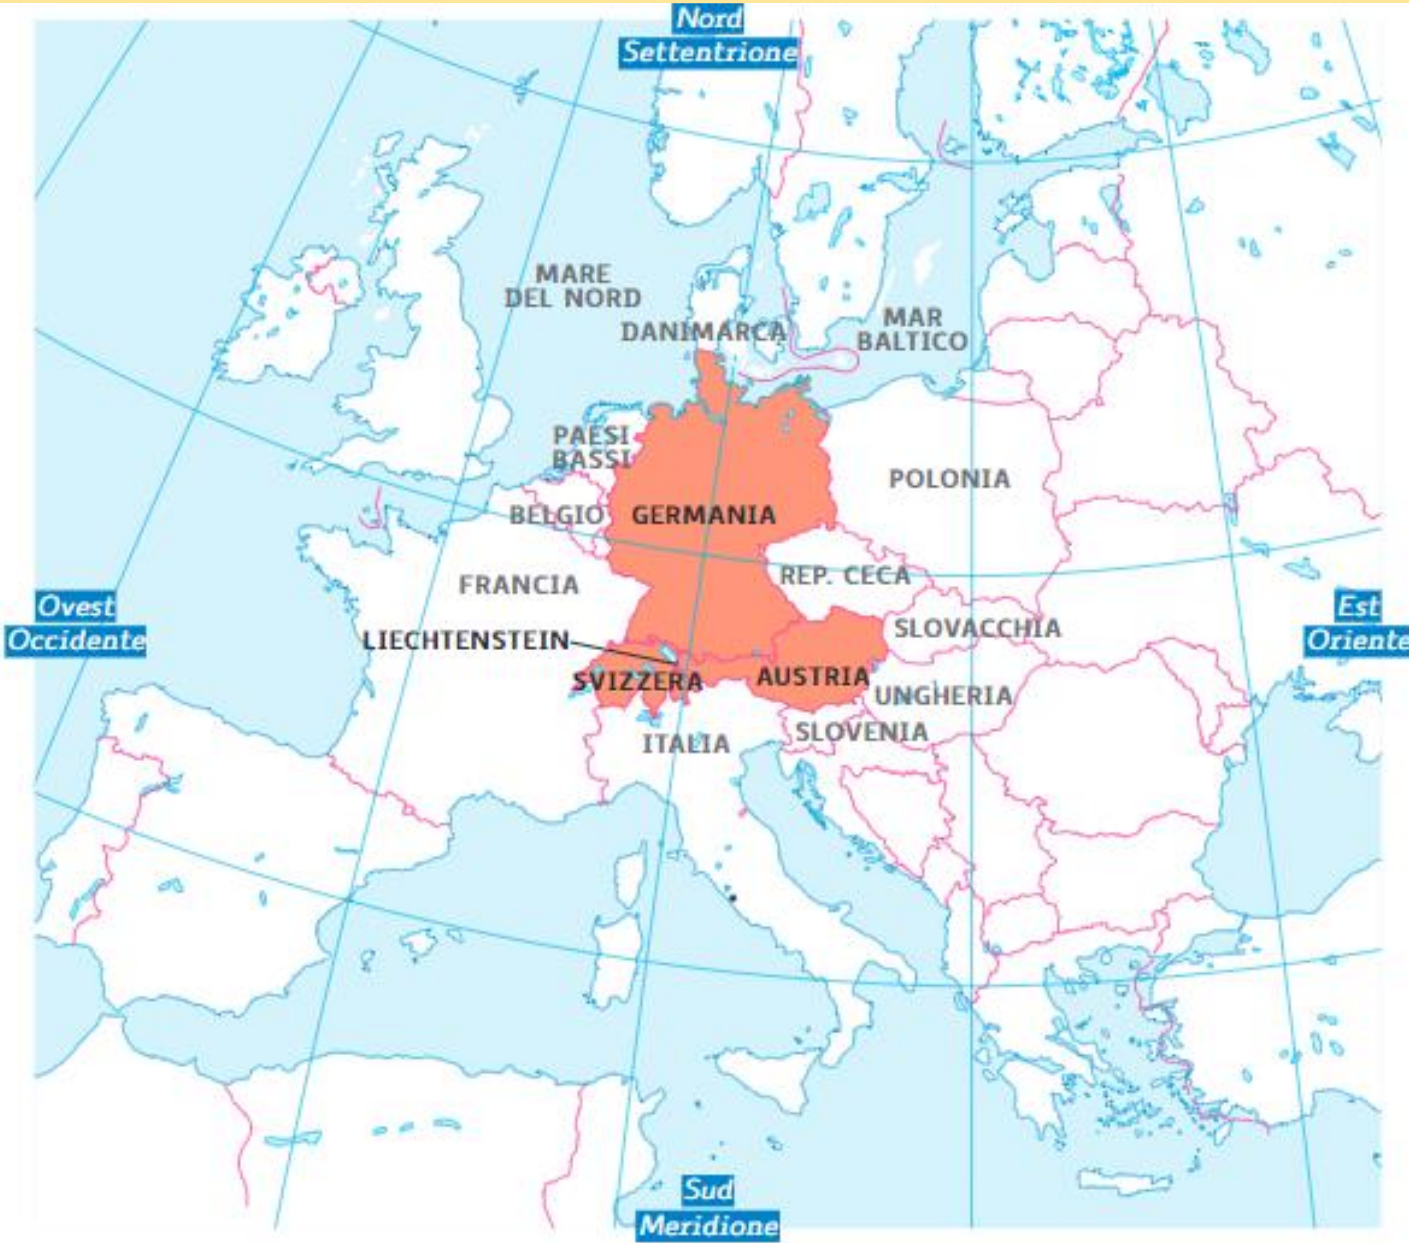 Nord
Settentrione
MARE
DEL NORD
DANIMARCA
MAR
BALTICO
PAESI
BASSI
POLONIA
BELGIO
GERMANIA
REP. CECA
FRANCIA
Ovest
Occidente
Est
Oriente
SLOVACCHIA
LIECHTENSTEIN
SVIZZERA
AUSTRIA
UNGHERIA
SLOVENIA
ITALIA
Sud
Meridione